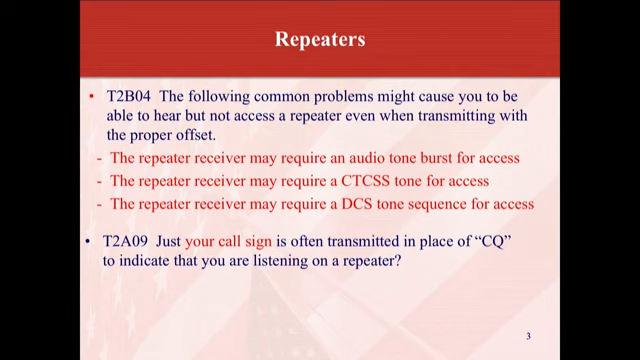 Repeaters
• T2B04 The following common problems might cause you to be
able to hear but not access a repeater even when transmitting with
the proper offset.
- The repeater receiver may require an audio tone burst for access
- The repeater receiver may require a CTCSS tone for access
- The repeater receiver may require a DCS tone sequence for access
• T2A09 Just your call sign is often transmitted in place of “CQ”
to indicate that you are listening on a repeater?
3